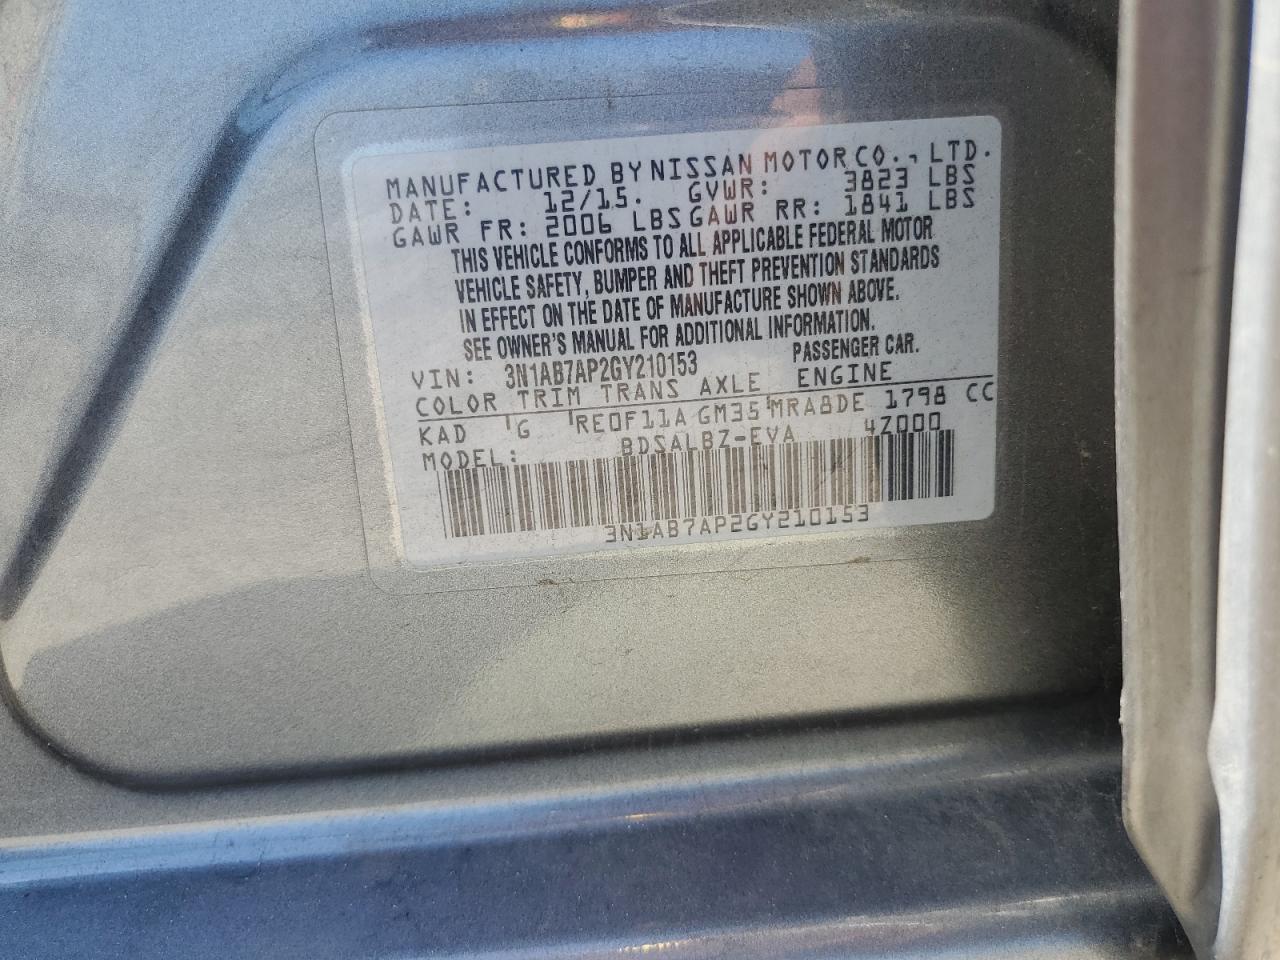 MANUFACTURED BY NISSAN MOTOR CO., LTD.
DATE: 12/15. GVWR: 3823 LBS
GAWR FR: 2006 LBS GAWR RR: 1841 LBS
THIS VEHICLE CONFORMS TO ALL APPLICABLE FEDERAL MOTOR
VEHICLE SAFETY, BUMPER AND THEFT PREVENTION STANDARDS
IN EFFECT ON THE DATE OF MANUFACTURE SHOWN ABOVE.
SEE OWNER'S MANUAL FOR ADDITIONAL INFORMATION.
VIN: 3N1AB7AP2GY210153 PASSENGER CAR.
COLOR TRIM TRANS AXLE ENGINE
KAD G RE0F11A GM35 MRA8DE 1798 CC
MODEL: BDSALBZ-EVA 4Z000
3N1AB7AP2GY210153